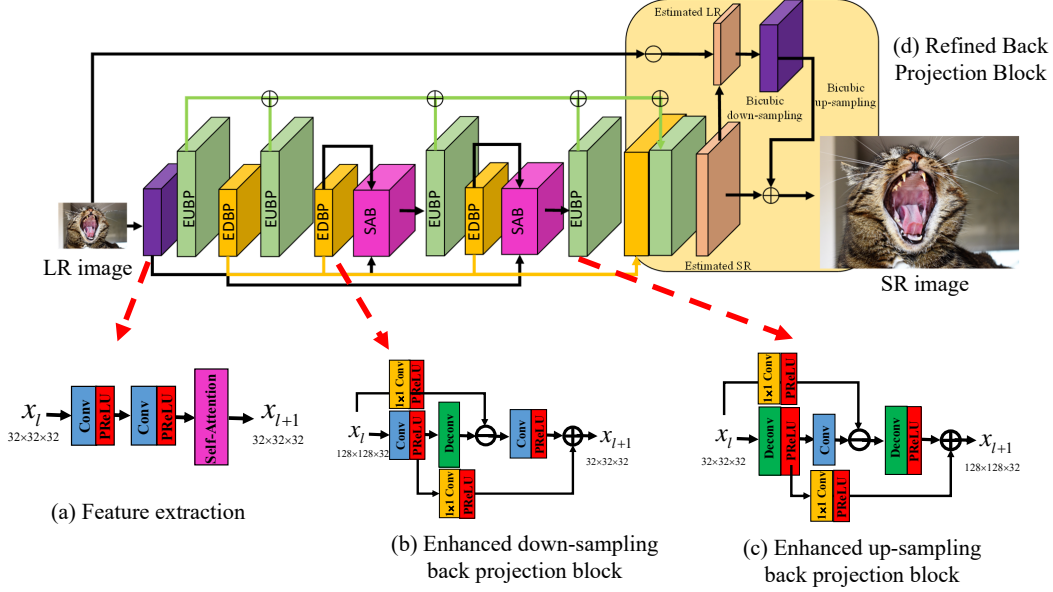 Estimated LR
(d) Refined Back
Projection Block
Bicubic
down-sampling
Bicubic
up-sampling
EUBP
EDBP
EUBP
EDBP
SAB
EUBP
EDBP
SAB
EUBP
LR image
Estimated SR
SR image
x_l
32×32×32
Conv
PReLU
Conv
PReLU
Self-Attention
x_{l+1}
32×32×32
(a) Feature extraction
1×1 Conv
PReLU
x_l
128×128×32
Conv
PReLU
Deconv
Conv
PReLU
x_{l+1}
32×32×32
1×1 Conv
PReLU
(b) Enhanced down-sampling
back projection block
1×1 Conv
PReLU
x_l
32×32×32
Deconv
PReLU
Conv
Deconv
PReLU
x_{l+1}
128×128×32
1×1 Conv
PReLU
(c) Enhanced up-sampling
back projection block